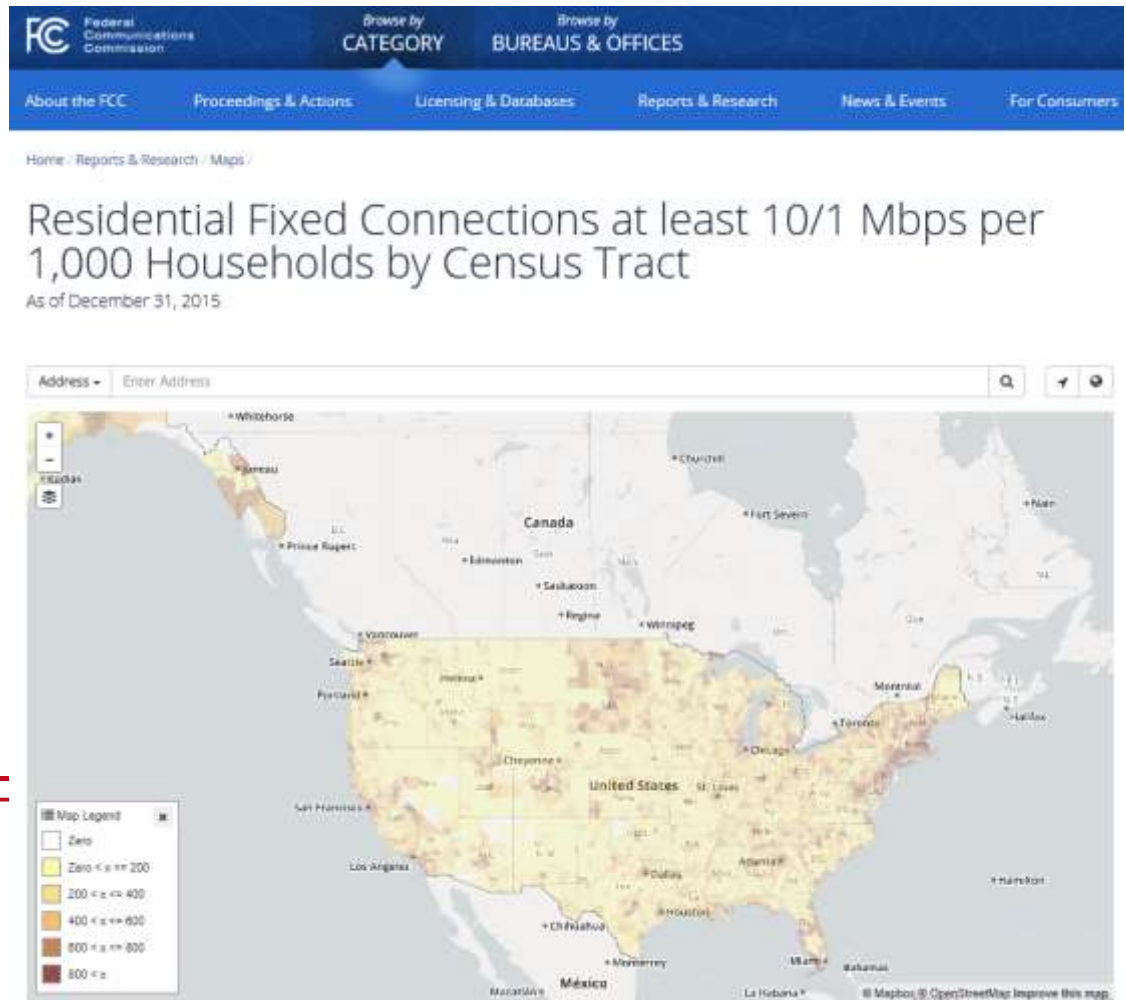 FCC
Federal
Communications
Commission
Browse by
CATEGORY
Browse by
BUREAUS & OFFICES
About the FCC
Proceedings & Actions
Licensing & Databases
Reports & Research
News & Events
For Consumers
Home / Reports & Research / Maps /
Residential Fixed Connections at least 10/1 Mbps per
1,000 Households by Census Tract
As of December 31, 2015
Address
Enter Address
Whitehorse
Juneau
Kodiak
Churchill
Fort Severn
Nain
Canada
Prince Rupert
Edmonton
Saskatoon
Regina
Winnipeg
Vancouver
Seattle
Helena
Portland
Montréal
Toronto
Halifax
Chicago
Cheyenne
United States
St. Louis
San Francisco
Los Angeles
Atlanta
Dallas
Houston
Hamilton
Chihuahua
Monterrey
Miami
Bahamas
México
Mazatlán
La Habana
Map Legend
Zero
Zero < x <= 200
200 < x <= 400
400 < x <= 600
600 < x <= 800
800 < x
© Mapbox © OpenStreetMap Improve this map